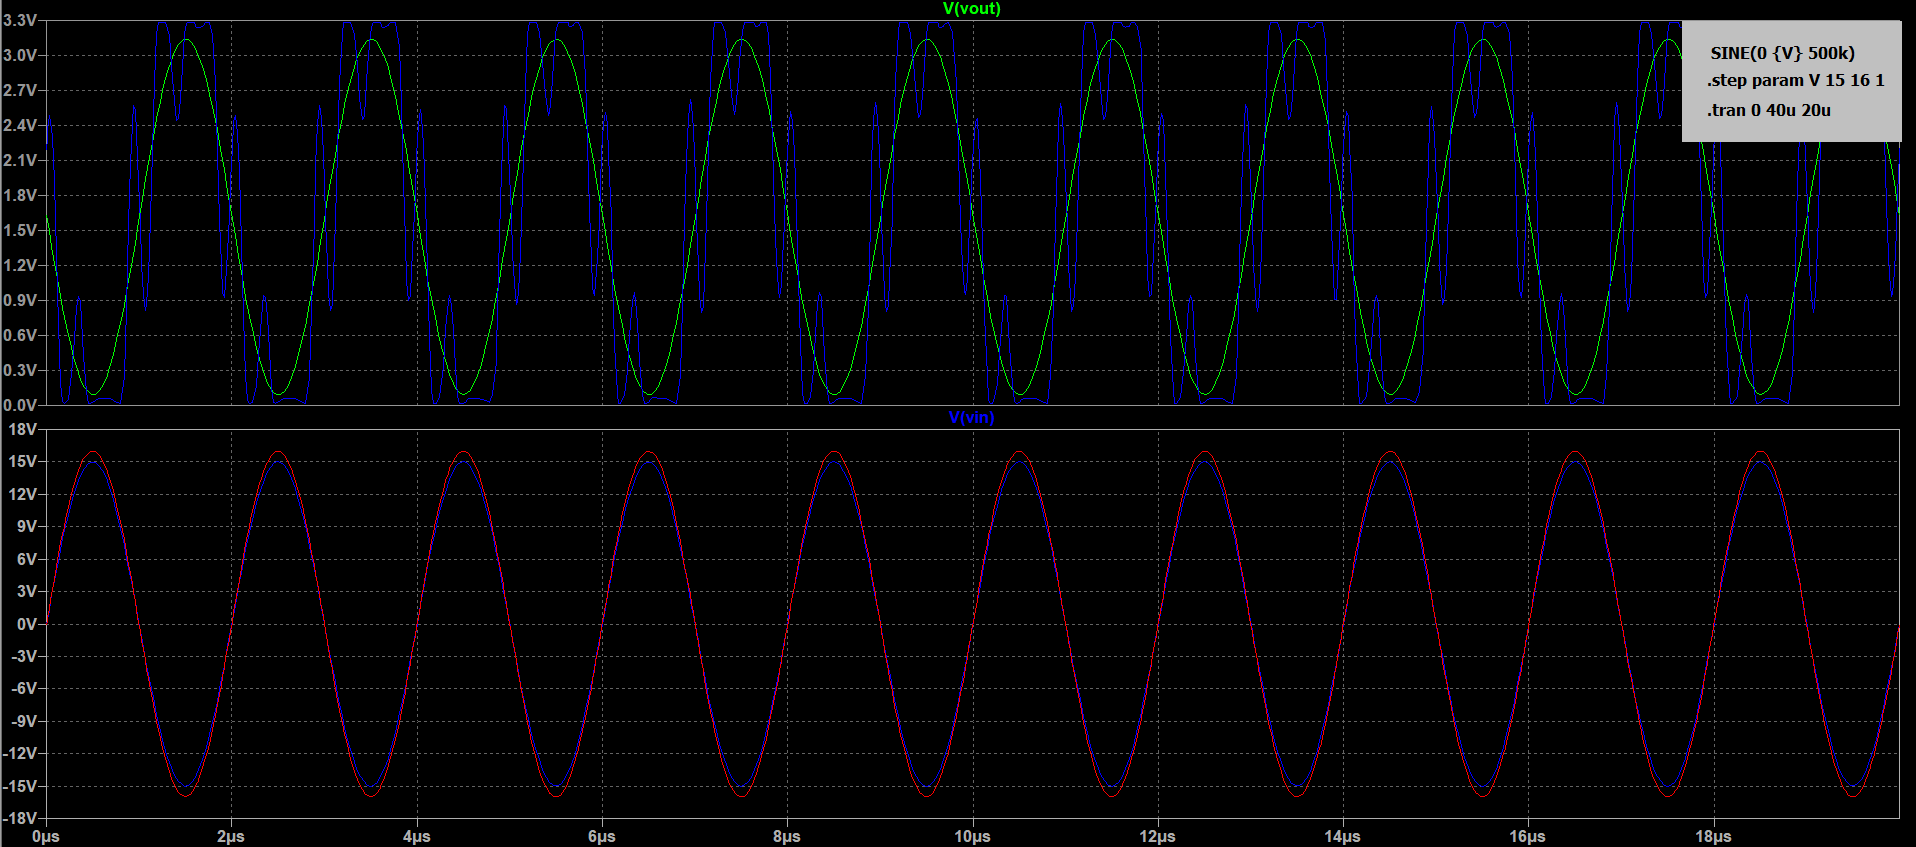 V(vout)
3.3V
3.0V
2.7V
2.4V
2.1V
1.8V
1.5V
1.2V
0.9V
0.6V
0.3V
0.0V
SINE(0 {V} 500k)
.step param V 15 16 1
.tran 0 40u 20u
V(vin)
18V
15V
12V
9V
6V
3V
0V
-3V
-6V
-9V
-12V
-15V
-18V
0µs 2µs 4µs 6µs 8µs 10µs 12µs 14µs 16µs 18µs